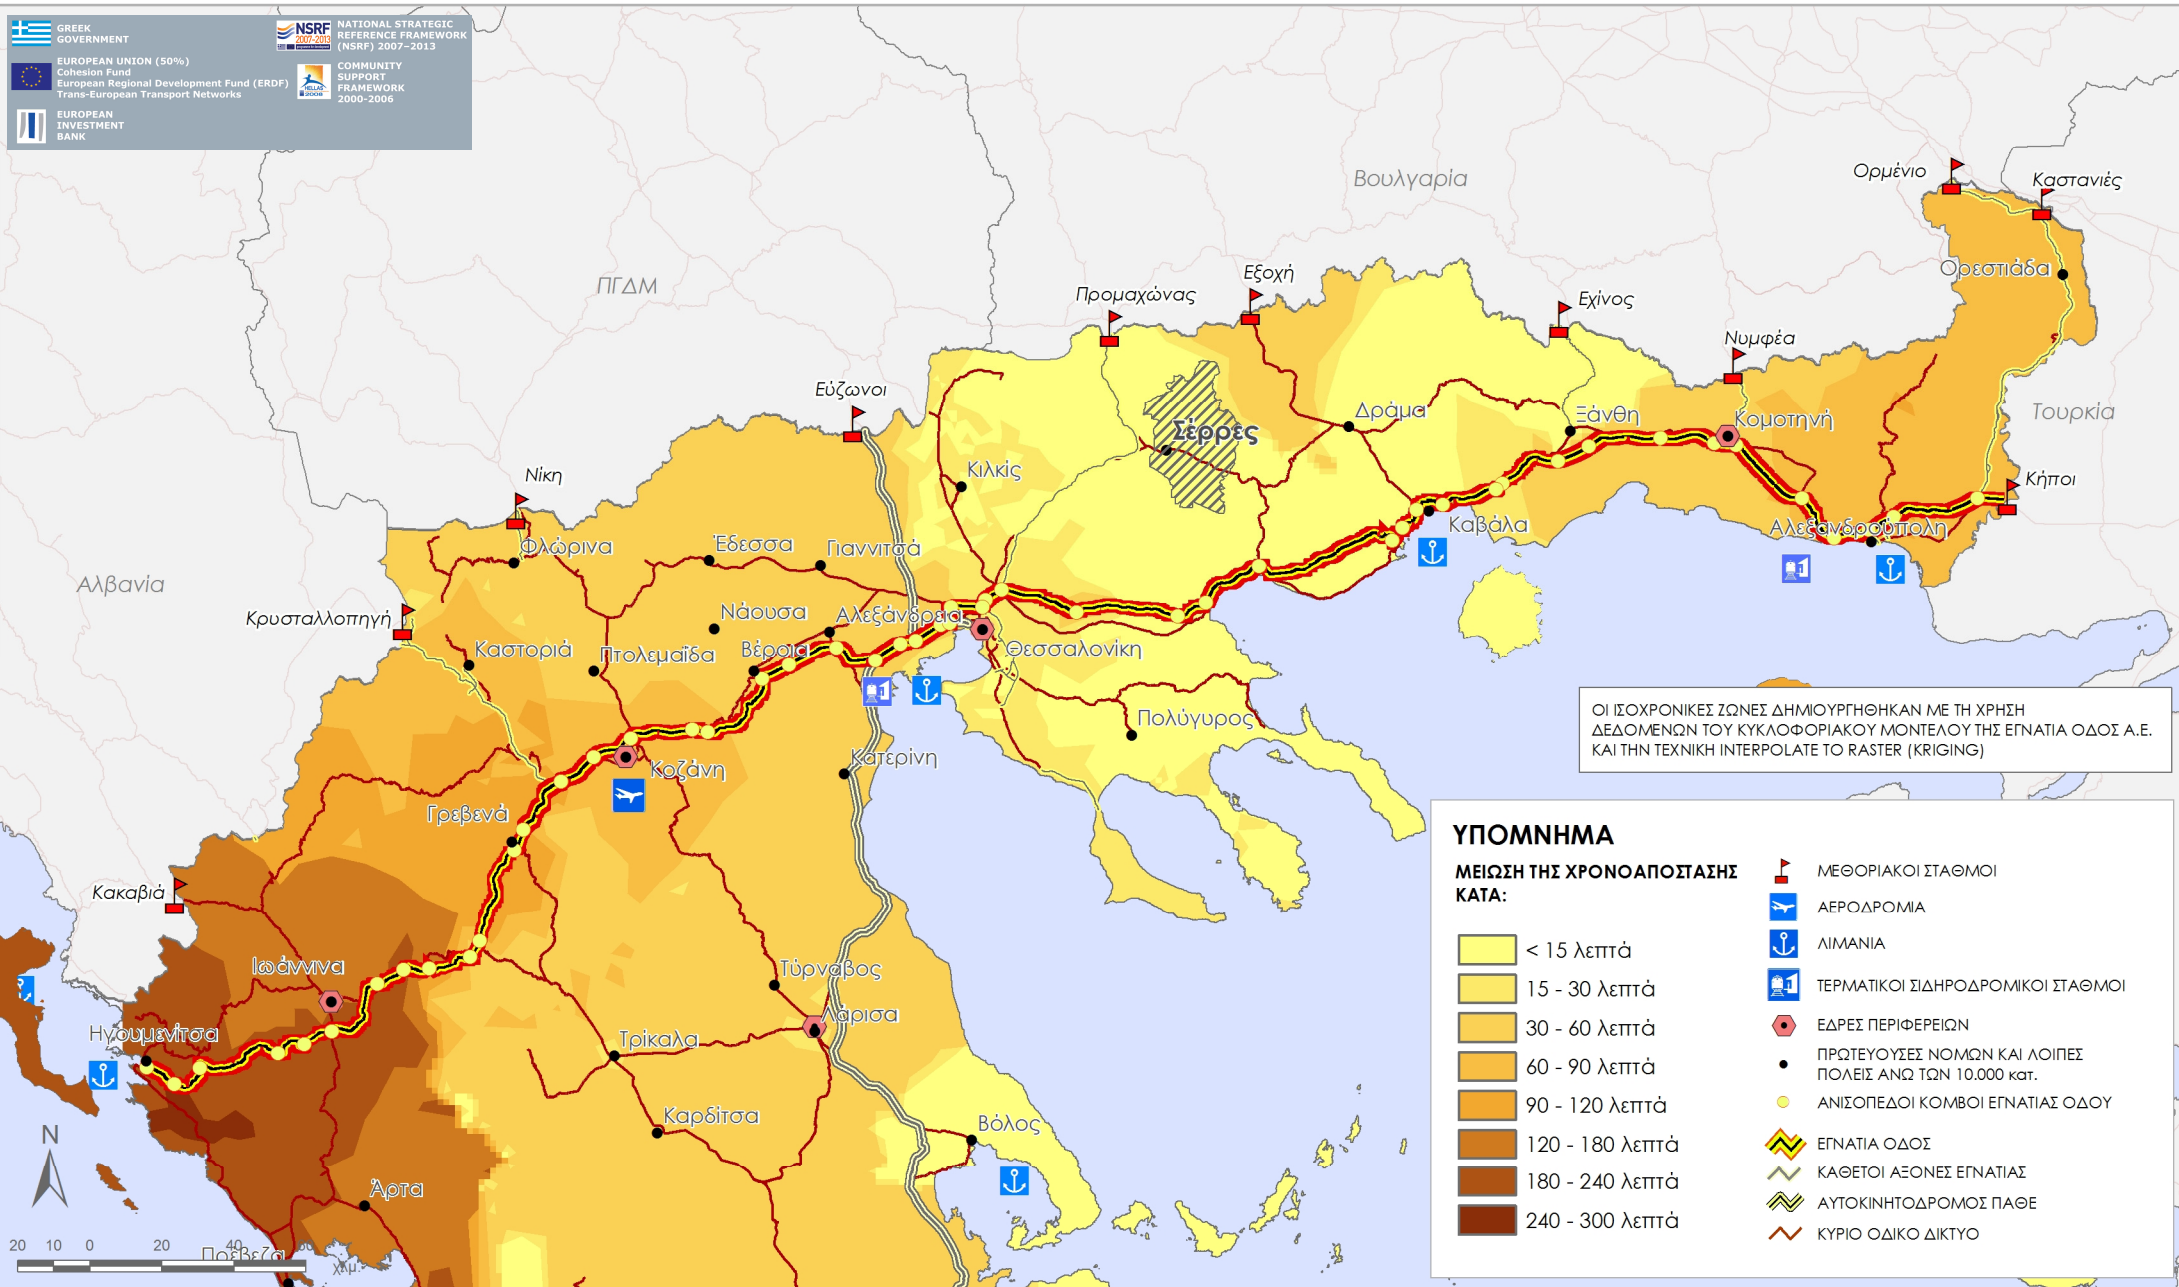 GREEK
GOVERNMENT
EUROPEAN UNION (50%)
Cohesion Fund
European Regional Development Fund (ERDF)
Trans-European Transport Networks
EUROPEAN
INVESTMENT
BANK
NSRF
2007-2013
NATIONAL STRATEGIC
REFERENCE FRAMEWORK
(NSRF) 2007–2013
HELLAS
2008
COMMUNITY
SUPPORT
FRAMEWORK
2000-2006
Βουλγαρία
Ορμένιο
Καστανιές
Ορεστιάδα
ΠΓΔΜ
Προμαχώνας
Εξοχή
Εχίνος
Νυμφέα
Εύζωνοι
Τουρκία
Δράμα
Ξάνθη
Κομοτηνή
Σέρρες
Κιλκίς
Νίκη
Κήποι
Καβάλα
Αλεξανδρούπολη
Φλώρινα
Έδεσσα
Γιαννιτσά
Αλβανία
Κρυσταλλοπηγή
Νάουσα
Αλεξάνδρεια
Καστοριά
Πτολεμαΐδα
Βέροια
Θεσσαλονίκη
Πολύγυρος
Κοζάνη
Κατερίνη
Γρεβενά
Κακαβιά
Ιωάννινα
Τύρναβος
Λάρισα
Ηγουμενίτσα
Τρίκαλα
Καρδίτσα
Βόλος
Άρτα
Πρέβεζα
N
20 10 0 20 40 60
χλμ.
ΟΙ ΙΣΟΧΡΟΝΙΚΕΣ ΖΩΝΕΣ ΔΗΜΙΟΥΡΓΗΘΗΚΑΝ ΜΕ ΤΗ ΧΡΗΣΗ
ΔΕΔΟΜΕΝΩΝ ΤΟΥ ΚΥΚΛΟΦΟΡΙΑΚΟΥ ΜΟΝΤΕΛΟΥ ΤΗΣ ΕΓΝΑΤΙΑ ΟΔΟΣ Α.Ε.
ΚΑΙ ΤΗΝ ΤΕΧΝΙΚΗ INTERPOLATE TO RASTER (KRIGING)
ΥΠΟΜΝΗΜΑ
ΜΕΙΩΣΗ ΤΗΣ ΧΡΟΝΟΑΠΟΣΤΑΣΗΣ
ΚΑΤΑ:
< 15 λεπτά
15 - 30 λεπτά
30 - 60 λεπτά
60 - 90 λεπτά
90 - 120 λεπτά
120 - 180 λεπτά
180 - 240 λεπτά
240 - 300 λεπτά
ΜΕΘΟΡΙΑΚΟΙ ΣΤΑΘΜΟΙ
ΑΕΡΟΔΡΟΜΙΑ
ΛΙΜΑΝΙΑ
ΤΕΡΜΑΤΙΚΟΙ ΣΙΔΗΡΟΔΡΟΜΙΚΟΙ ΣΤΑΘΜΟΙ
ΕΔΡΕΣ ΠΕΡΙΦΕΡΕΙΩΝ
ΠΡΩΤΕΥΟΥΣΕΣ ΝΟΜΩΝ ΚΑΙ ΛΟΙΠΕΣ
ΠΟΛΕΙΣ ΑΝΩ ΤΩΝ 10.000 κατ.
ΑΝΙΣΟΠΕΔΟΙ ΚΟΜΒΟΙ ΕΓΝΑΤΙΑΣ ΟΔΟΥ
ΕΓΝΑΤΙΑ ΟΔΟΣ
ΚΑΘΕΤΟΙ ΑΞΟΝΕΣ ΕΓΝΑΤΙΑΣ
ΑΥΤΟΚΙΝΗΤΟΔΡΟΜΟΣ ΠΑΘΕ
ΚΥΡΙΟ ΟΔΙΚΟ ΔΙΚΤΥΟ